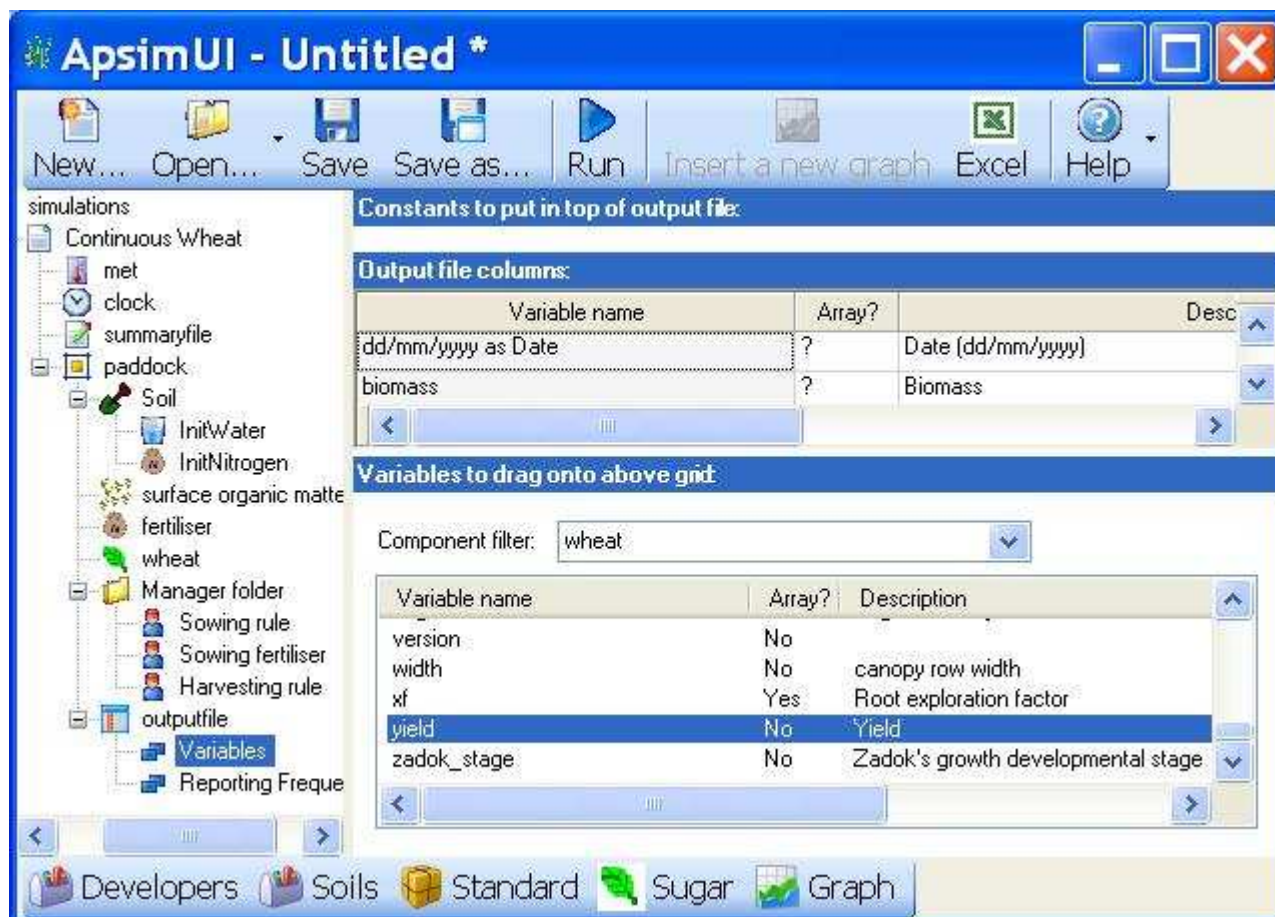 ApsimUI - Untitled *
New... Open... Save Save as... Run Insert a new graph Excel Help
simulations
Continuous Wheat
met
clock
summaryfile
paddock
Soil
InitWater
InitNitrogen
surface organic matte
fertiliser
wheat
Manager folder
Sowing rule
Sowing fertiliser
Harvesting rule
outputfile
Variables
Reporting Freque
Constants to put in top of output file:
Output file columns:
Variable name Array? Desc
dd/mm/yyyy as Date ? Date (dd/mm/yyyy)
biomass ? Biomass
Variables to drag onto above grid:
Component filter: wheat
Variable name Array? Description
version No
width No canopy row width
xf Yes Root exploration factor
yield No Yield
zadok_stage No Zadok's growth developmental stage
Developers Soils Standard Sugar Graph